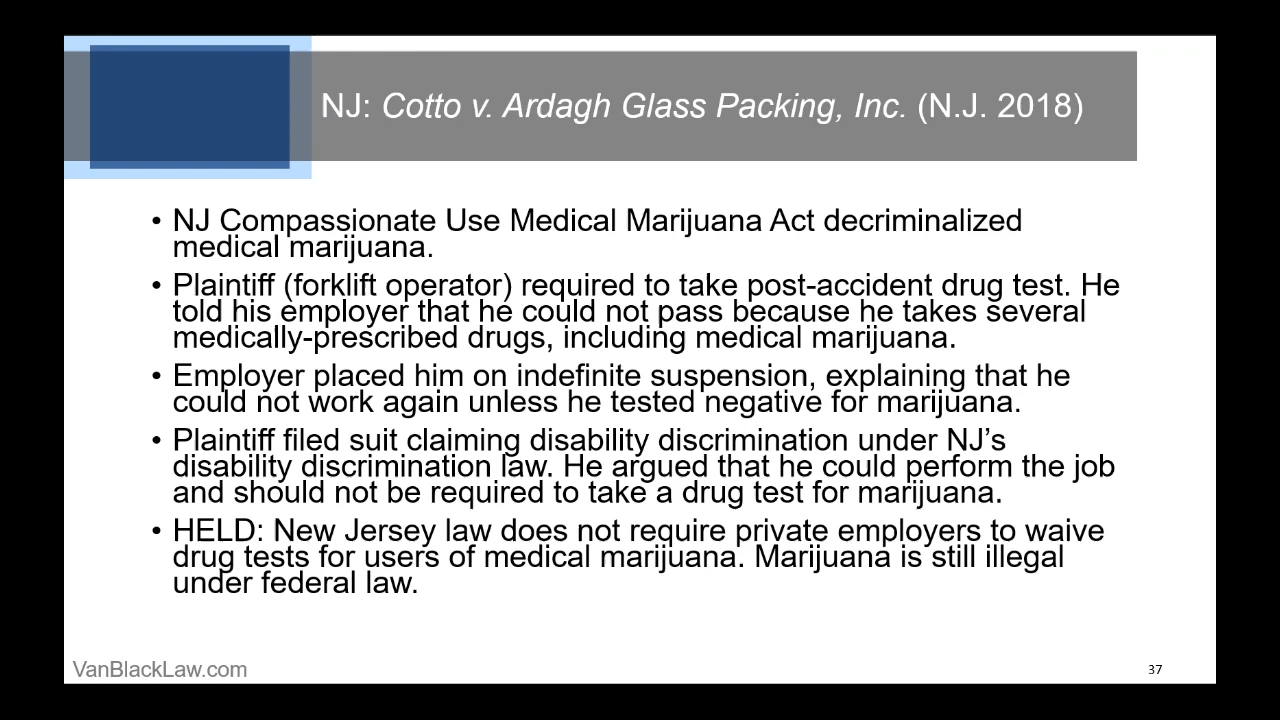 NJ: Cotto v. Ardagh Glass Packing, Inc. (N.J. 2018)
• NJ Compassionate Use Medical Marijuana Act decriminalized
medical marijuana.
• Plaintiff (forklift operator) required to take post-accident drug test. He
told his employer that he could not pass because he takes several
medically-prescribed drugs, including medical marijuana.
• Employer placed him on indefinite suspension, explaining that he
could not work again unless he tested negative for marijuana.
• Plaintiff filed suit claiming disability discrimination under NJ’s
disability discrimination law. He argued that he could perform the job
and should not be required to take a drug test for marijuana.
• HELD: New Jersey law does not require private employers to waive
drug tests for users of medical marijuana. Marijuana is still illegal
under federal law.
VanBlackLaw.com
37